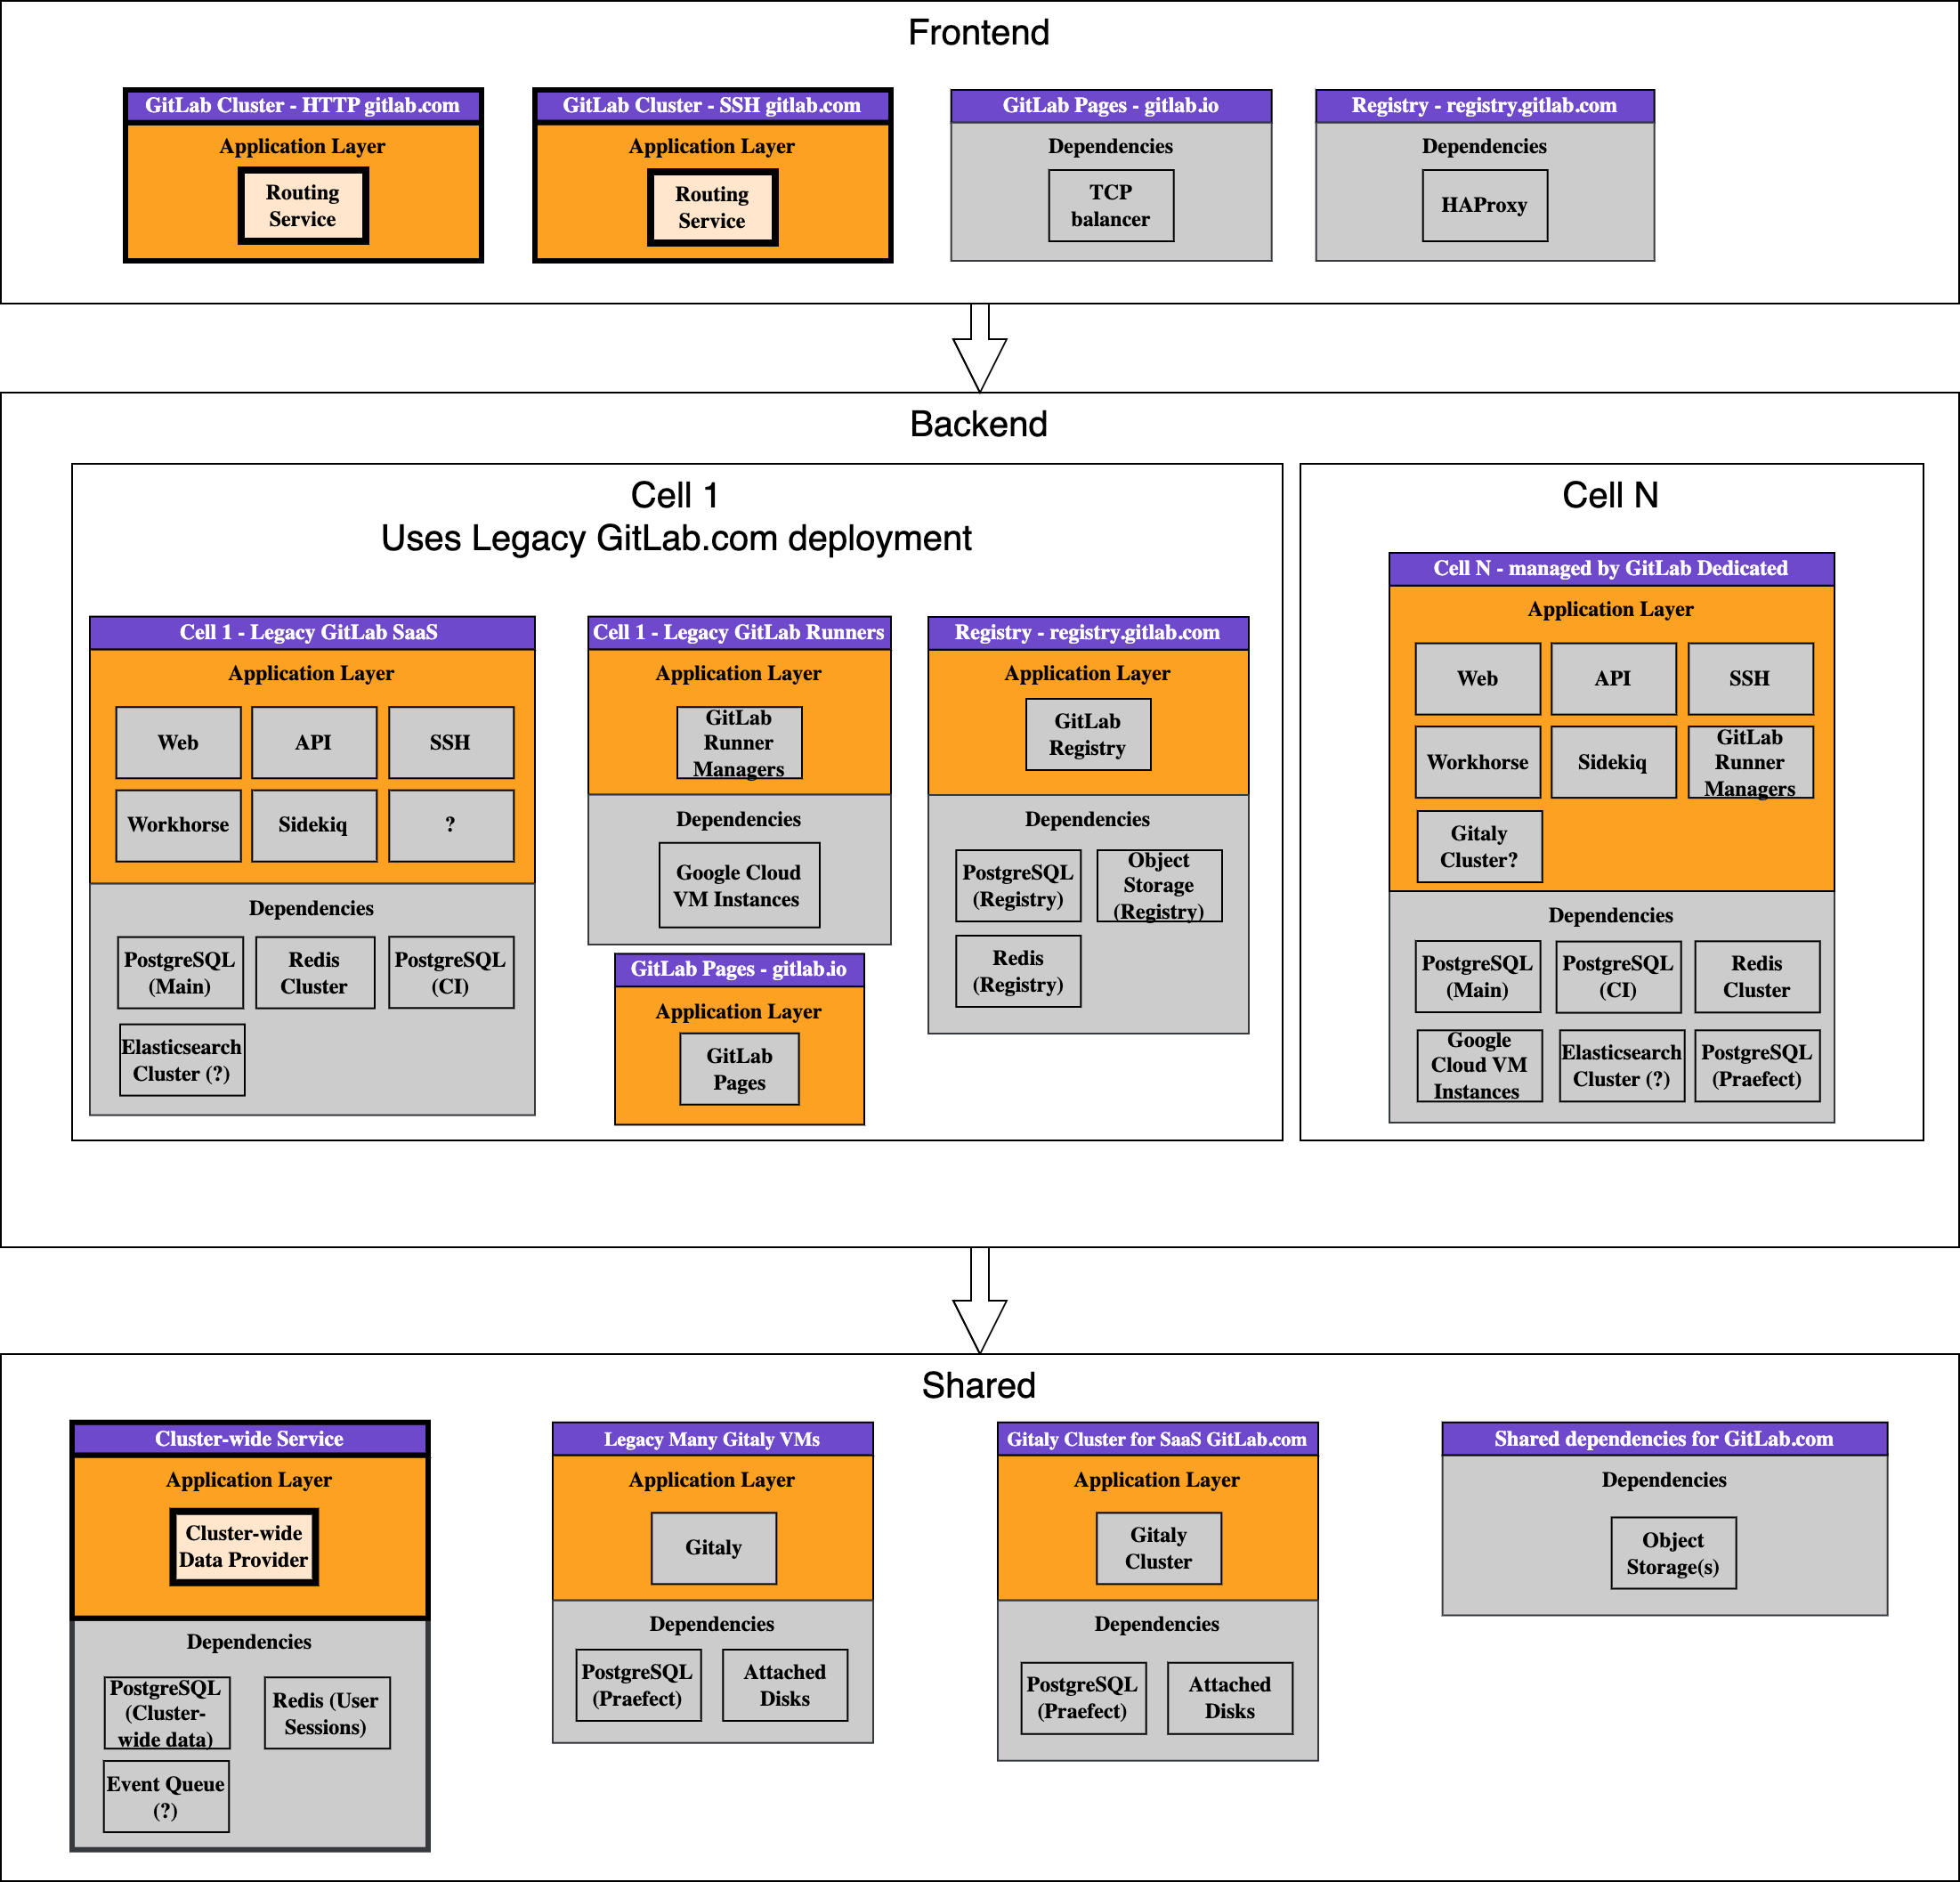 Frontend
GitLab Cluster - HTTP gitlab.com
Application Layer
Routing
Service
GitLab Cluster - SSH gitlab.com
Application Layer
Routing
Service
GitLab Pages - gitlab.io
Dependencies
TCP
balancer
Registry - registry.gitlab.com
Dependencies
HAProxy
Backend
Cell 1
Uses Legacy GitLab.com deployment
Cell 1 - Legacy GitLab SaaS
Application Layer
Web
API
SSH
Workhorse
Sidekiq
?
Dependencies
PostgreSQL
(Main)
Redis
Cluster
PostgreSQL
(CI)
Elasticsearch
Cluster (?)
Cell 1 - Legacy GitLab Runners
Application Layer
GitLab
Runner
Managers
Dependencies
Google Cloud
VM Instances
GitLab Pages - gitlab.io
Application Layer
GitLab
Pages
Registry - registry.gitlab.com
Application Layer
GitLab
Registry
Dependencies
PostgreSQL
(Registry)
Object
Storage
(Registry)
Redis
(Registry)
Cell N
Cell N - managed by GitLab Dedicated
Application Layer
Web
API
SSH
Workhorse
Sidekiq
GitLab
Runner
Managers
Gitaly
Cluster?
Dependencies
PostgreSQL
(Main)
PostgreSQL
(CI)
Redis
Cluster
Google
Cloud VM
Instances
Elasticsearch
Cluster (?)
PostgreSQL
(Praefect)
Shared
Cluster-wide Service
Application Layer
Cluster-wide
Data Provider
Dependencies
PostgreSQL
(Cluster-
wide data)
Redis (User
Sessions)
Event Queue
(?)
Legacy Many Gitaly VMs
Application Layer
Gitaly
Dependencies
PostgreSQL
(Praefect)
Attached
Disks
Gitaly Cluster for SaaS GitLab.com
Application Layer
Gitaly
Cluster
Dependencies
PostgreSQL
(Praefect)
Attached
Disks
Shared dependencies for GitLab.com
Dependencies
Object
Storage(s)